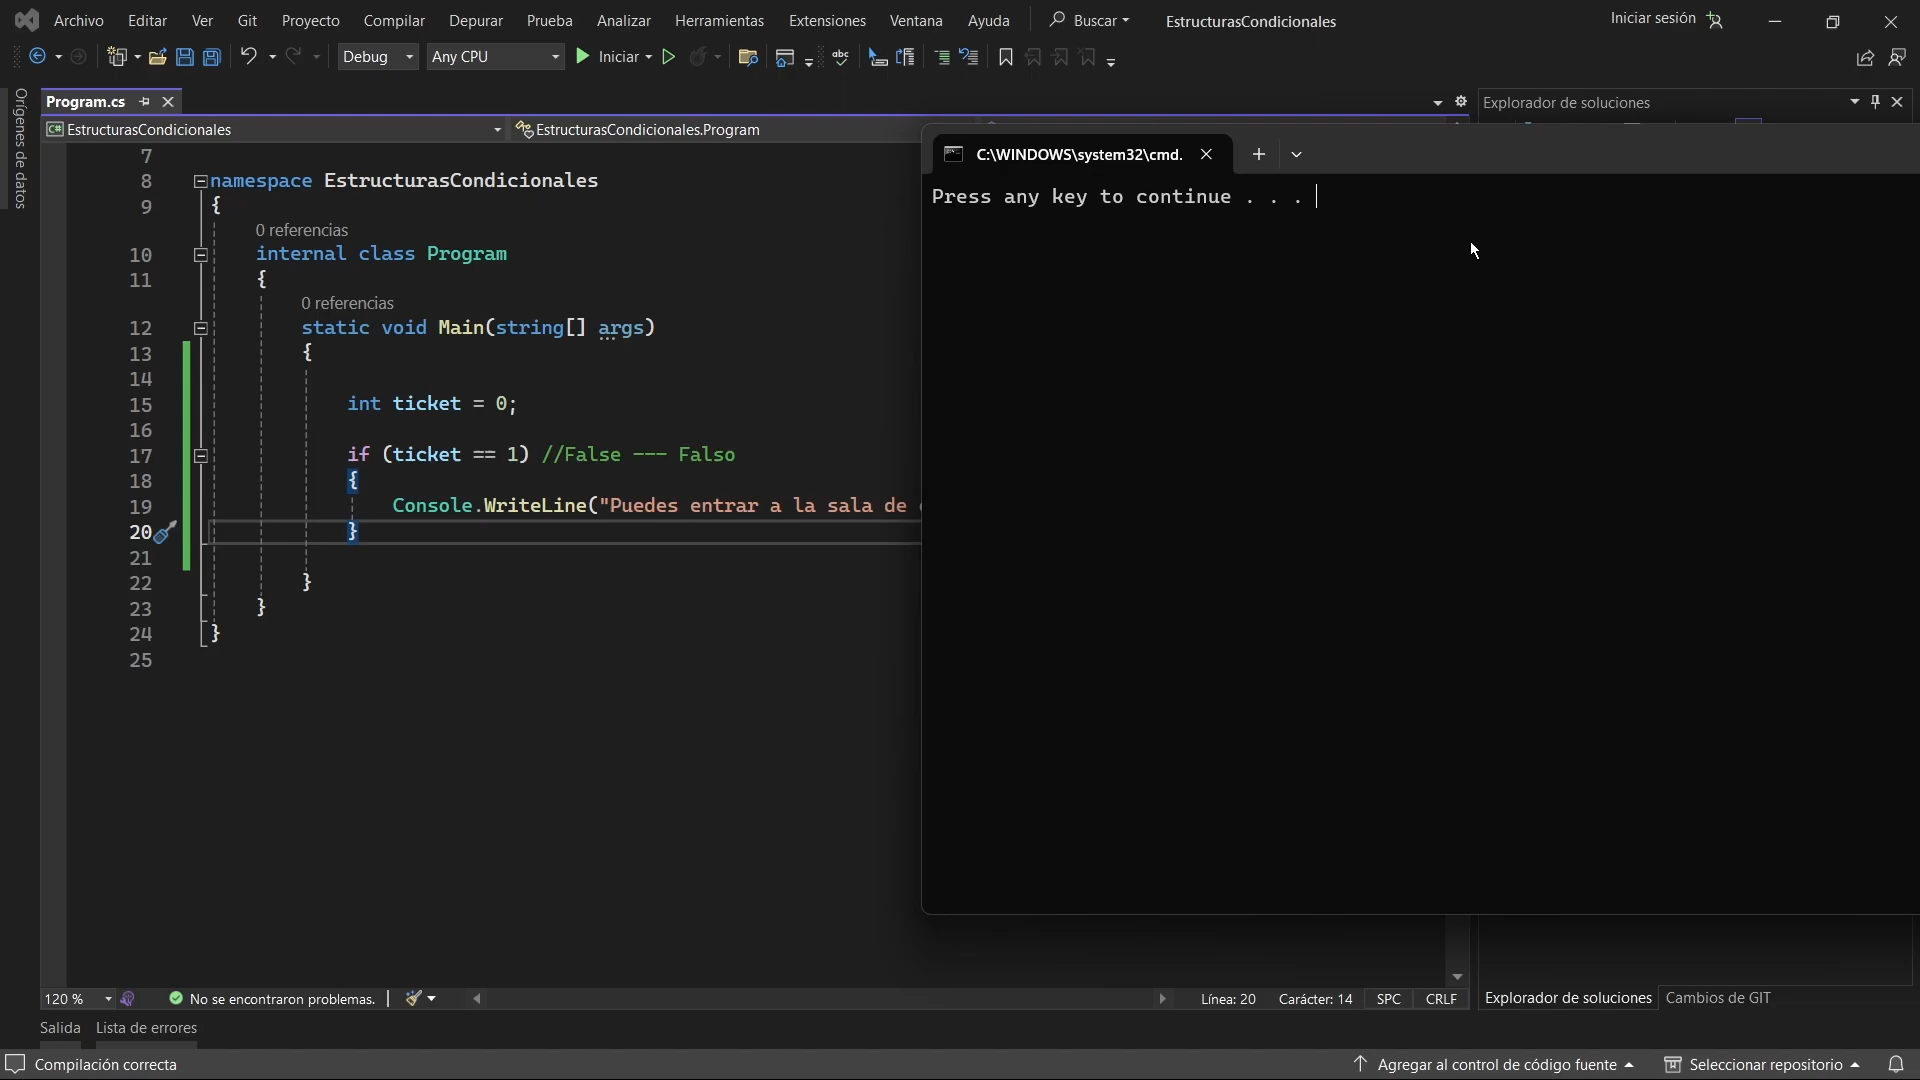 Archivo Editar Ver Git Proyecto Compilar Depurar Prueba Analizar Herramientas Extensiones Ventana Ayuda Buscar EstructurasCondicionales Iniciar sesión
Debug Any CPU Iniciar abc
Orígenes de datos
Program.cs
Explorador de soluciones
C# EstructurasCondicionales EstructurasCondicionales.Program
7
8 namespace EstructurasCondicionales
9 {
0 referencias
10 internal class Program
11 {
0 referencias
12 static void Main(string[] args)
13 {
14
15 int ticket = 0;
16
17 if (ticket == 1) //False --- Falso
18 {
19 Console.WriteLine("Puedes entrar a la sala de
20 }
21
22 }
23 }
24 }
25
C:\WINDOWS\system32\cmd.
Press any key to continue . . .
120 % No se encontraron problemas. Línea: 20 Carácter: 14 SPC CRLF
Explorador de soluciones Cambios de GIT
Salida Lista de errores
Compilación correcta Agregar al control de código fuente Seleccionar repositorio